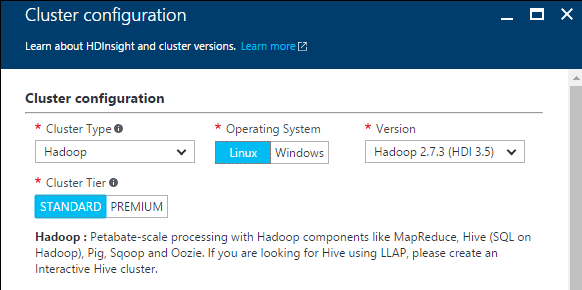 Cluster configuration
Learn about HDInsight and cluster versions. Learn more
Cluster configuration
* Cluster Type * Operating System * Version
Hadoop Linux Windows Hadoop 2.7.3 (HDI 3.5)
* Cluster Tier
STANDARD PREMIUM
Hadoop : Petabate-scale processing with Hadoop components like MapReduce, Hive (SQL on
Hadoop), Pig, Sqoop and Oozie. If you are looking for Hive using LLAP, please create an
Interactive Hive cluster.